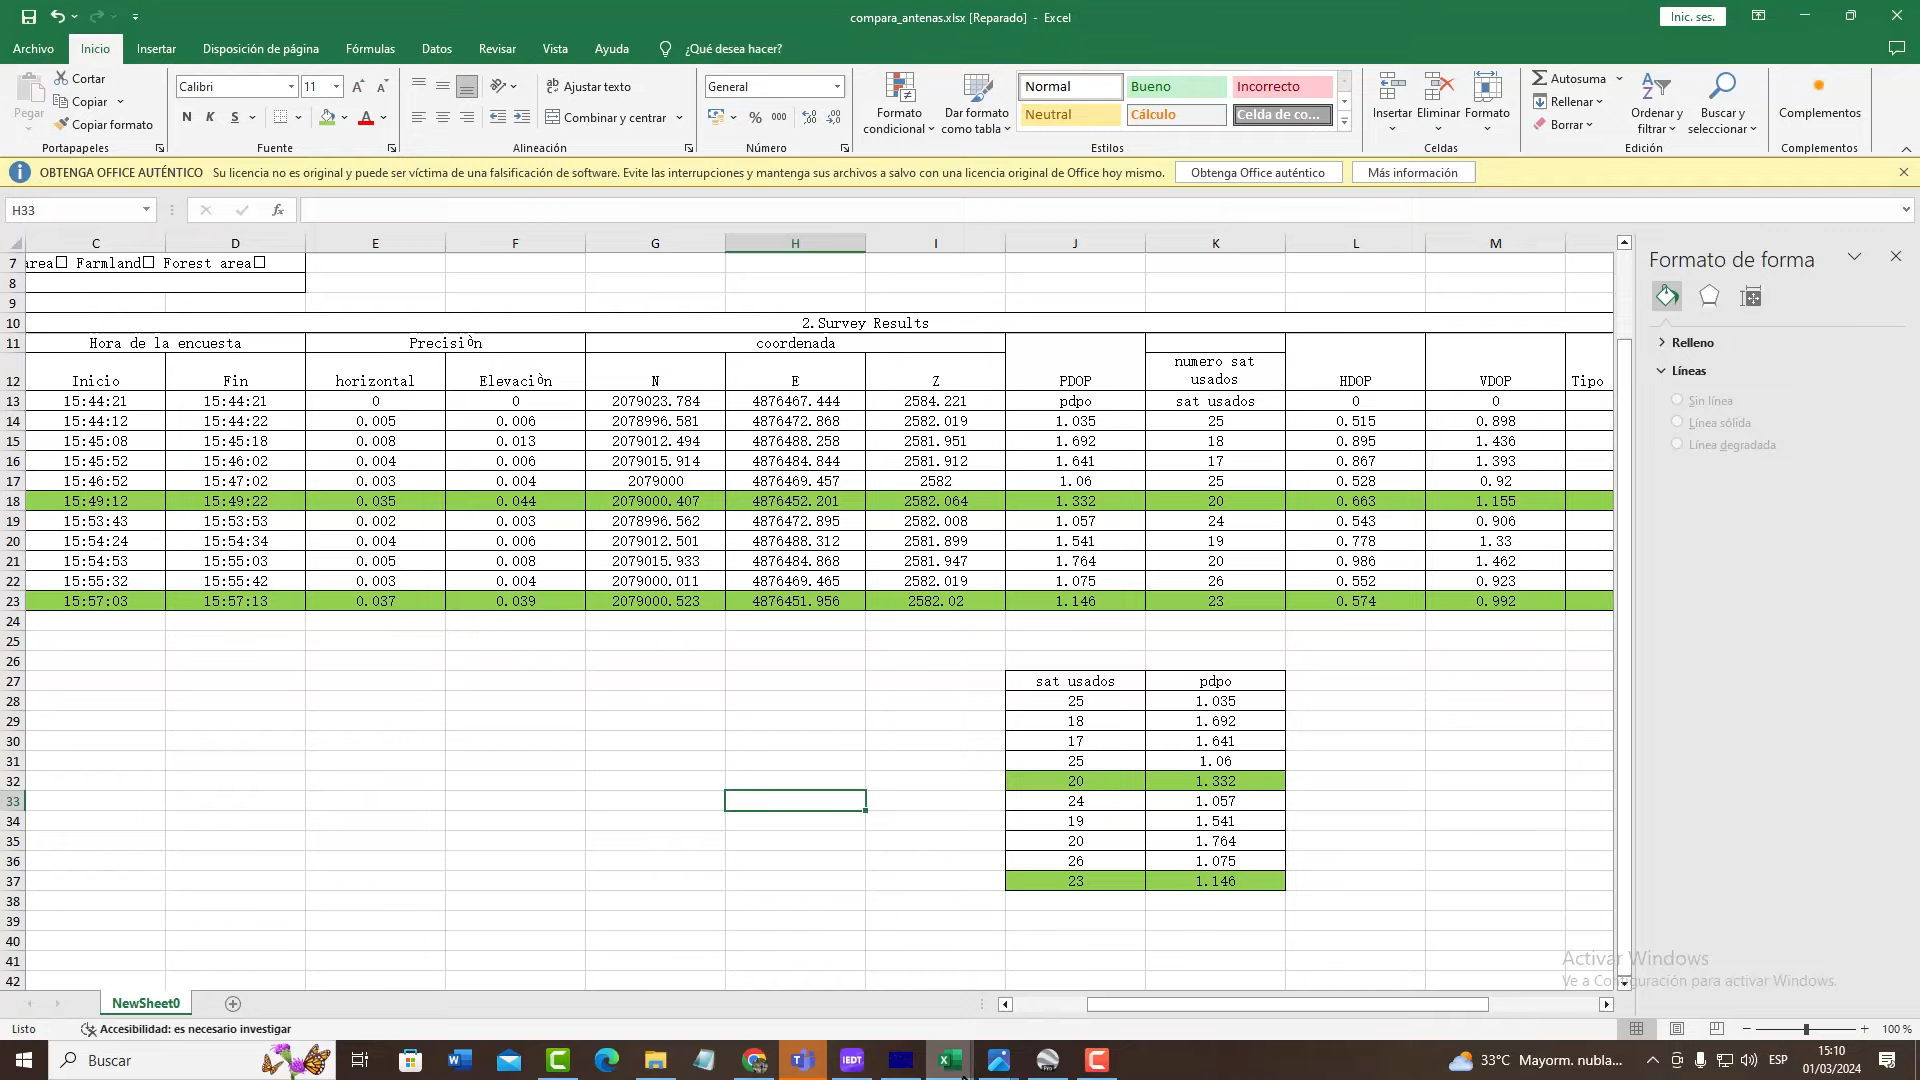 compara_antenas.xlsx [Reparado] - Excel
Inic. ses.
Archivo Inicio Insertar Disposición de página Fórmulas Datos Revisar Vista Ayuda ¿Qué desea hacer?
Pegar
Cortar
Copiar
Copiar formato
Portapapeles
Calibri 11
N K S
Fuente
Ajustar texto
Combinar y centrar
Alineación
General
% 000
Número
Formato condicional
Dar formato como tabla
Normal Bueno Incorrecto
Neutral Cálculo Celda de co...
Estilos
Insertar Eliminar Formato
Celdas
Autosuma
Rellenar
Borrar
Ordenar y filtrar
Buscar y seleccionar
Edición
Complementos
Complementos
OBTENGA OFFICE AUTÉNTICO Su licencia no es original y puede ser víctima de una falsificación de software. Evite las interrupciones y mantenga sus archivos a salvo con una licencia original de Office hoy mismo. Obtenga Office auténtico Más información
H33 fx
C D E F G H I J K L M
7 area□ Farmland□ Forest area□
8
9
10 2.Survey Results
11 Hora de la encuesta Precisiòn coordenada
12 Inicio Fin horizontal Elevaciòn N E Z PDOP numero sat usados HDOP VDOP Tipo
13 15:44:21 15:44:21 0 0 2079023.784 4876467.444 2584.221 pdpo sat usados 0 0
14 15:44:12 15:44:22 0.005 0.006 2078996.581 4876472.868 2582.019 1.035 25 0.515 0.898
15 15:45:08 15:45:18 0.008 0.013 2079012.494 4876488.258 2581.951 1.692 18 0.895 1.436
16 15:45:52 15:46:02 0.004 0.006 2079015.914 4876484.844 2581.912 1.641 17 0.867 1.393
17 15:46:52 15:47:02 0.003 0.004 2079000 4876469.457 2582 1.06 25 0.528 0.92
18 15:49:12 15:49:22 0.035 0.044 2079000.407 4876452.201 2582.064 1.332 20 0.663 1.155
19 15:53:43 15:53:53 0.002 0.003 2078996.562 4876472.895 2582.008 1.057 24 0.543 0.906
20 15:54:24 15:54:34 0.004 0.006 2079012.501 4876488.312 2581.899 1.541 19 0.778 1.33
21 15:54:53 15:55:03 0.005 0.008 2079015.933 4876484.868 2581.947 1.764 20 0.986 1.462
22 15:55:32 15:55:42 0.003 0.004 2079000.011 4876469.465 2582.019 1.075 26 0.552 0.923
23 15:57:03 15:57:13 0.037 0.039 2079000.523 4876451.956 2582.02 1.146 23 0.574 0.992
24
25
26
27 sat usados pdpo
28 25 1.035
29 18 1.692
30 17 1.641
31 25 1.06
32 20 1.332
33 24 1.057
34 19 1.541
35 20 1.764
36 26 1.075
37 23 1.146
38
39
40
41
42
Formato de forma
Relleno
Líneas
Sin línea
Línea sólida
Línea degradada
Activar Windows
Ve a Configuración para activar Windows.
NewSheet0
Listo Accesibilidad: es necesario investigar 100 %
Buscar
IEDT
33°C Mayorm. nubla...
ESP
15:10
01/03/2024